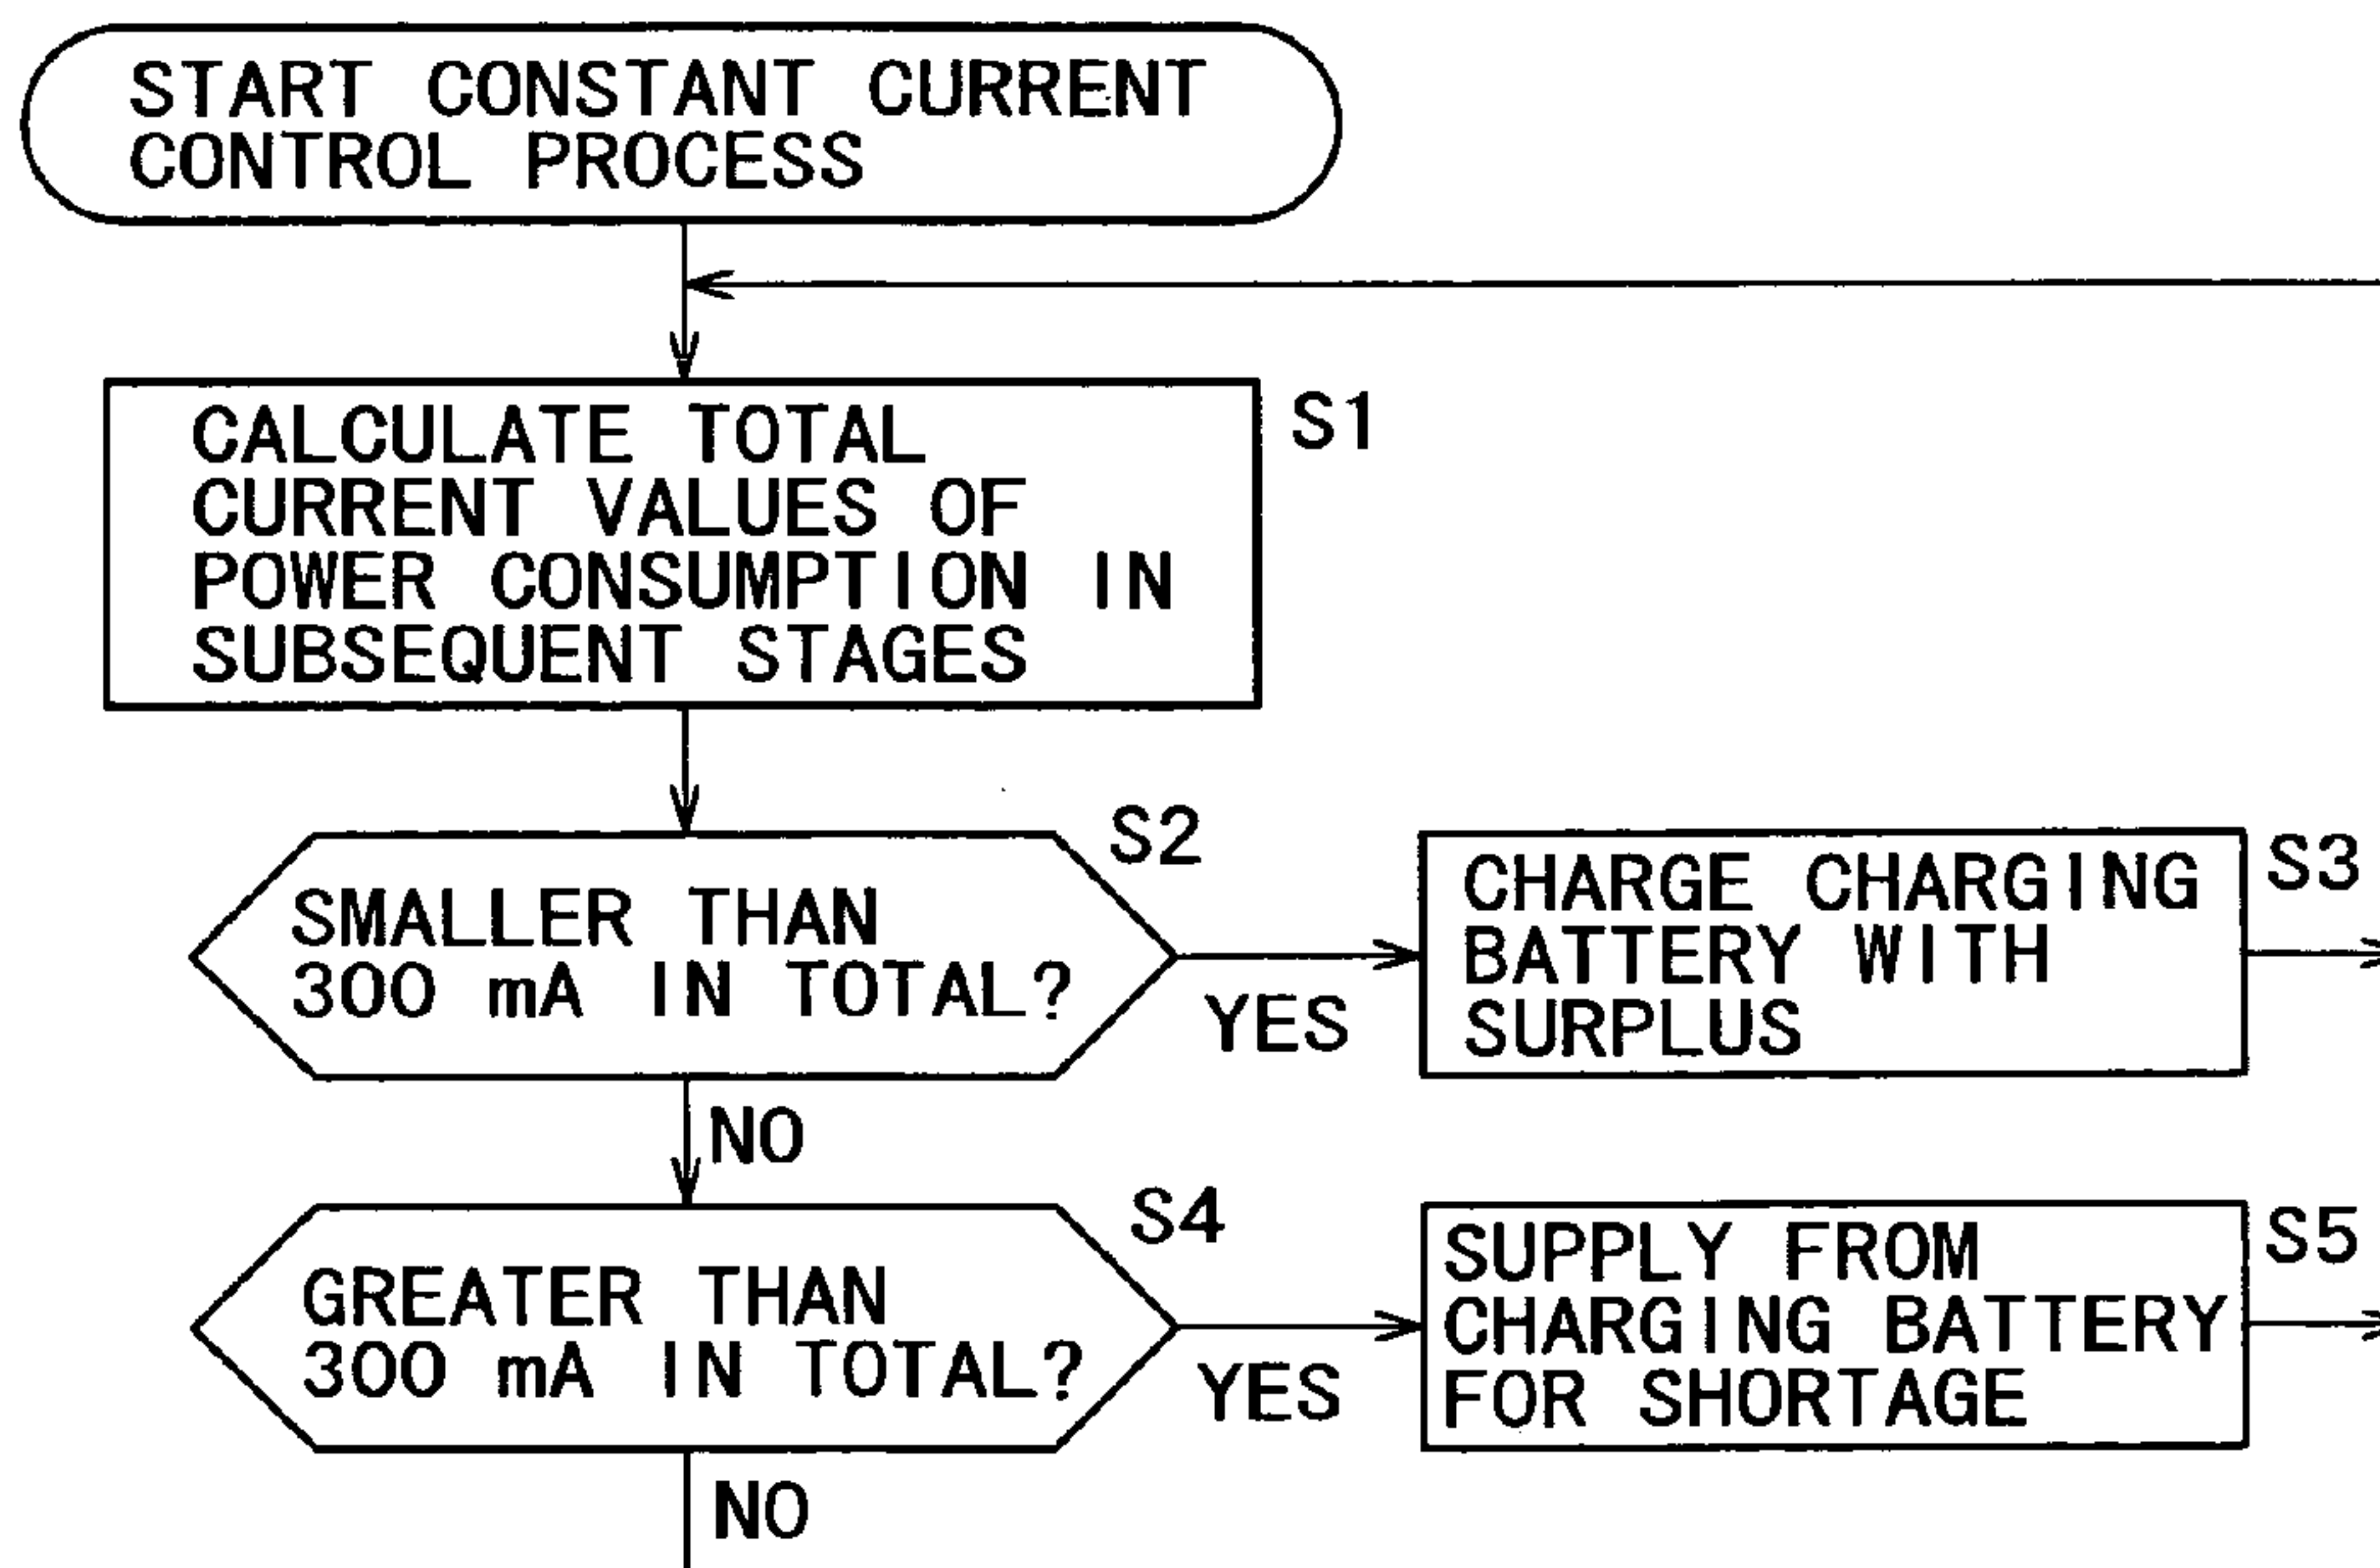 START CONSTANT CURRENT
CONTROL PROCESS
CALCULATE TOTAL
CURRENT VALUES OF
POWER CONSUMPTION IN
SUBSEQUENT STAGES
S1
SMALLER THAN
300 mA IN TOTAL?
S2
YES
CHARGE CHARGING
BATTERY WITH
SURPLUS
S3
NO
GREATER THAN
300 mA IN TOTAL?
S4
YES
SUPPLY FROM
CHARGING BATTERY
FOR SHORTAGE
S5
NO